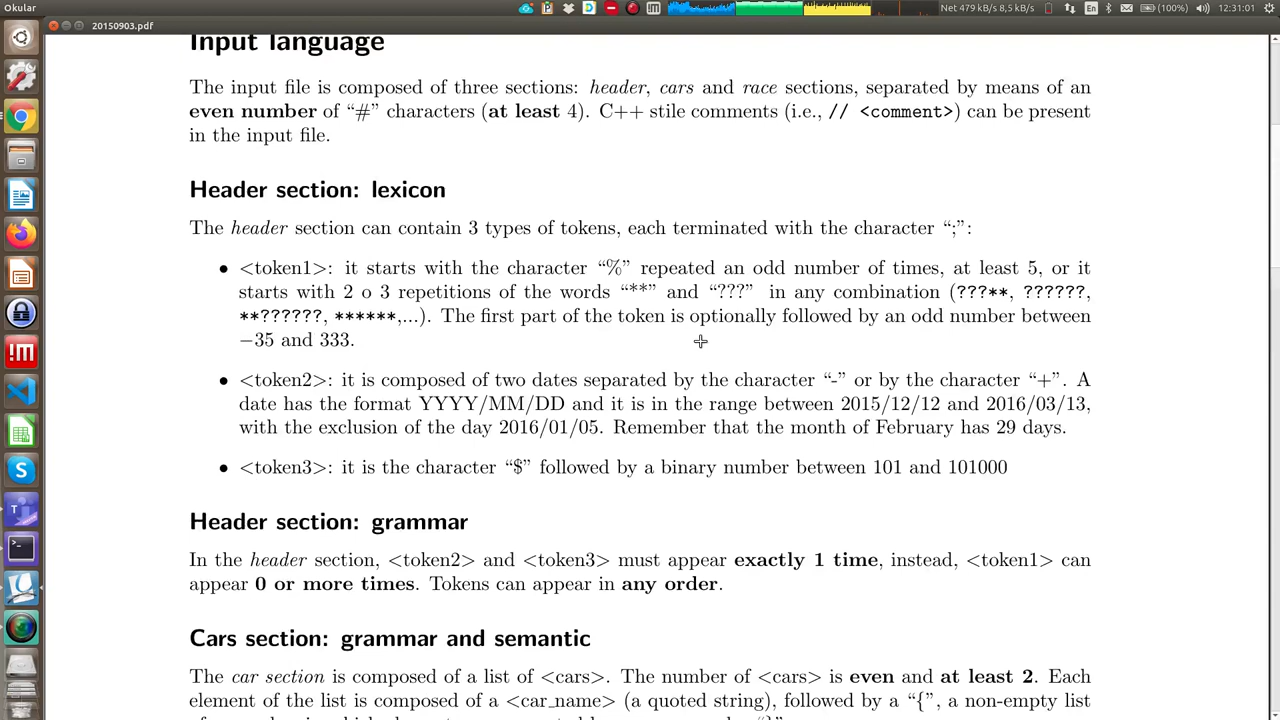 Okular
Net 479 kB/s 8,5 kB/s
En
(100%)
12:31:01
20150903.pdf
Input language
The input file is composed of three sections: header, cars and race sections, separated by means of an
even number of “#” characters (at least 4). C++ stile comments (i.e., // <comment>) can be present
in the input file.
Header section: lexicon
The header section can contain 3 types of tokens, each terminated with the character “;”:
• <token1>: it starts with the character “%” repeated an odd number of times, at least 5, or it
starts with 2 o 3 repetitions of the words “**” and “???” in any combination (???**, ??????,
**??????, ******,...). The first part of the token is optionally followed by an odd number between
−35 and 333.
• <token2>: it is composed of two dates separated by the character “-” or by the character “+”. A
date has the format YYYY/MM/DD and it is in the range between 2015/12/12 and 2016/03/13,
with the exclusion of the day 2016/01/05. Remember that the month of February has 29 days.
• <token3>: it is the character “$” followed by a binary number between 101 and 101000
Header section: grammar
In the header section, <token2> and <token3> must appear exactly 1 time, instead, <token1> can
appear 0 or more times. Tokens can appear in any order.
Cars section: grammar and semantic
The car section is composed of a list of <cars>. The number of <cars> is even and at least 2. Each
element of the list is composed of a <car_name> (a quoted string), followed by a “{”, a non-empty list